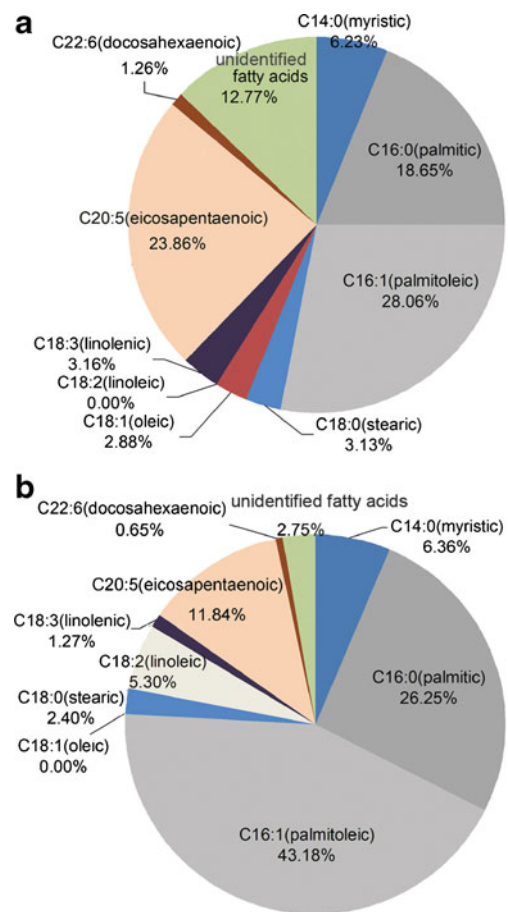 a
C14:0(myristic)
6.23%
C22:6(docosahexaenoic)
1.26%
unidentified
fatty acids
12.77%
C16:0(palmitic)
18.65%
C20:5(eicosapentaenoic)
23.86%
C16:1(palmitoleic)
28.06%
C18:3(linolenic)
3.16%
C18:2(linoleic)
0.00%
C18:1(oleic)
2.88%
C18:0(stearic)
3.13%
b
unidentified fatty acids
2.75%
C22:6(docosahexaenoic)
0.65%
C14:0(myristic)
6.36%
C20:5(eicosapentaenoic)
11.84%
C18:3(linolenic)
1.27%
C18:2(linoleic)
5.30%
C16:0(palmitic)
26.25%
C18:0(stearic)
2.40%
C18:1(oleic)
0.00%
C16:1(palmitoleic)
43.18%